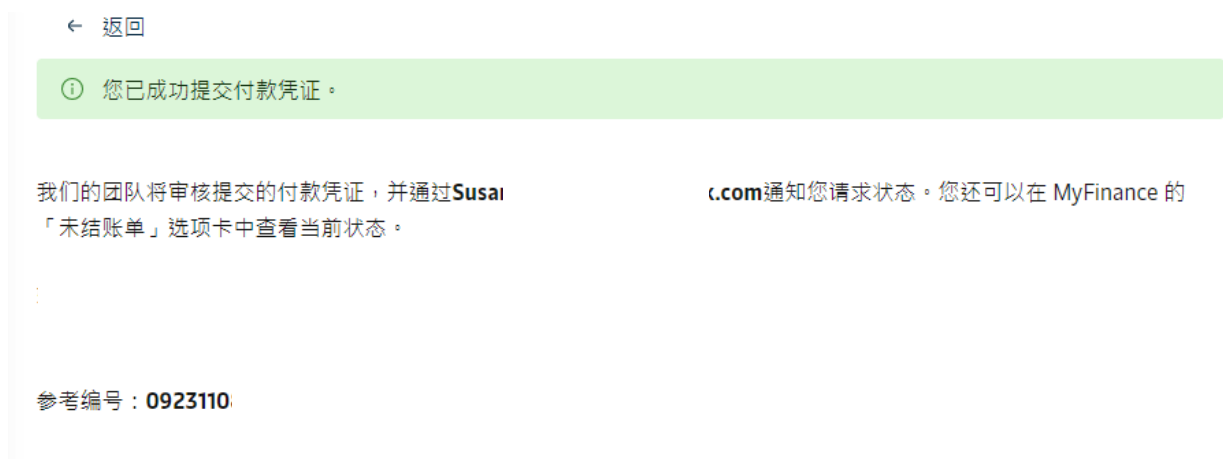 ← 返回
您已成功提交付款凭证。
我们的团队将审核提交的付款凭证，并通过Susan .com通知您请求状态。您还可以在 MyFinance 的
「未结账单」选项卡中查看当前状态。
参考编号：0923110